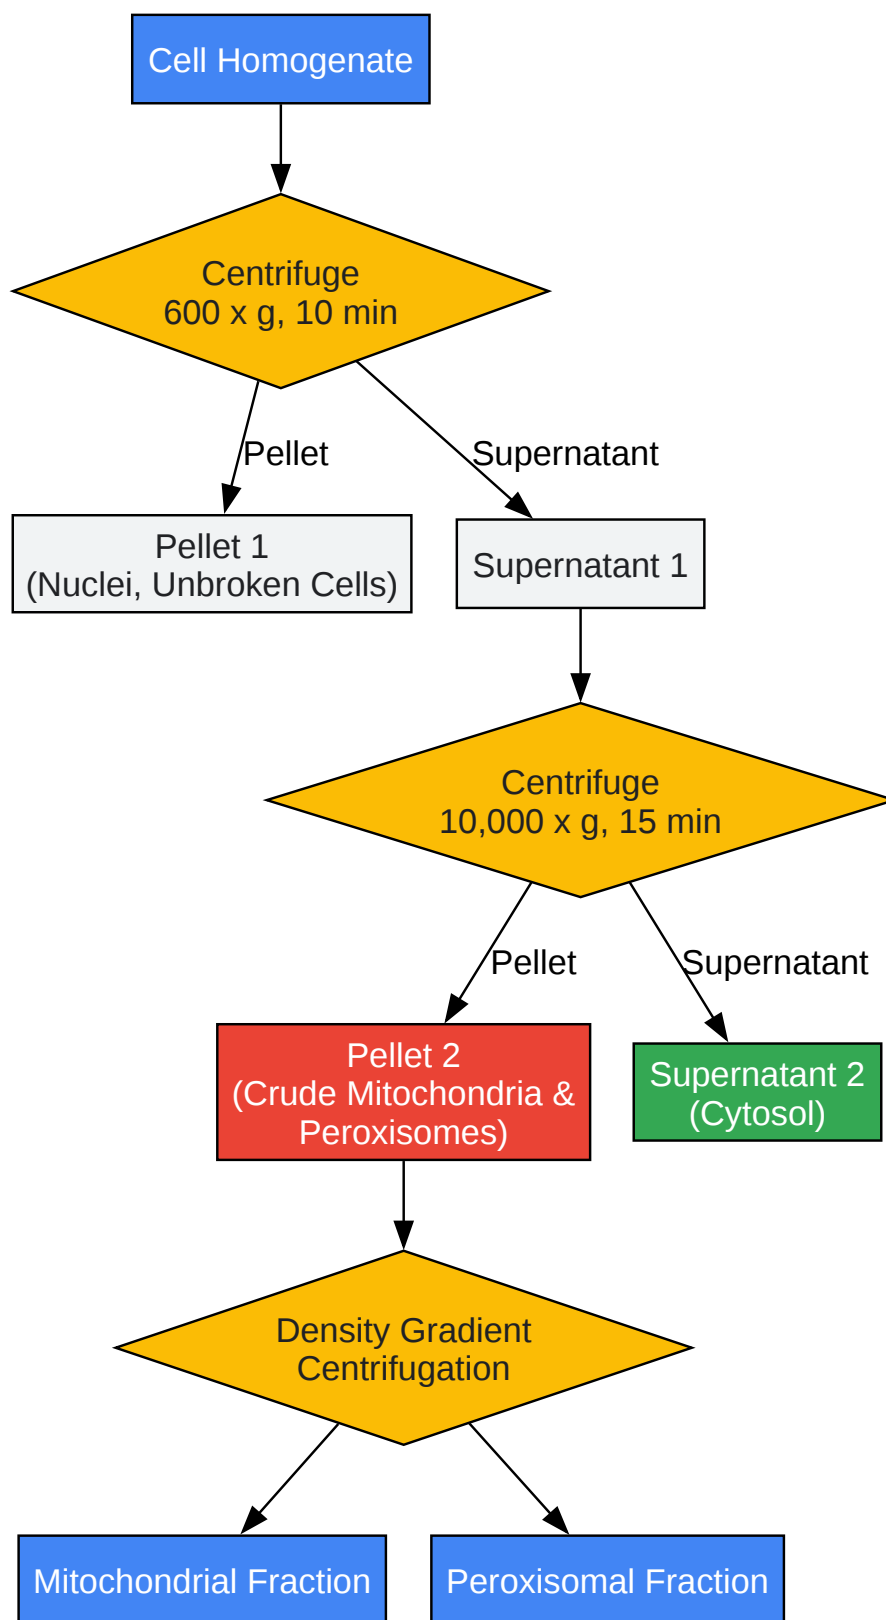 Cell Homogenate
Centrifuge
600 x g, 10 min
Pellet
Supernatant
Pellet 1
(Nuclei, Unbroken Cells)
Supernatant 1
Centrifuge
10,000 x g, 15 min
Pellet
Supernatant
Pellet 2
(Crude Mitochondria &
Peroxisomes)
Supernatant 2
(Cytosol)
Density Gradient
Centrifugation
Mitochondrial Fraction
Peroxisomal Fraction